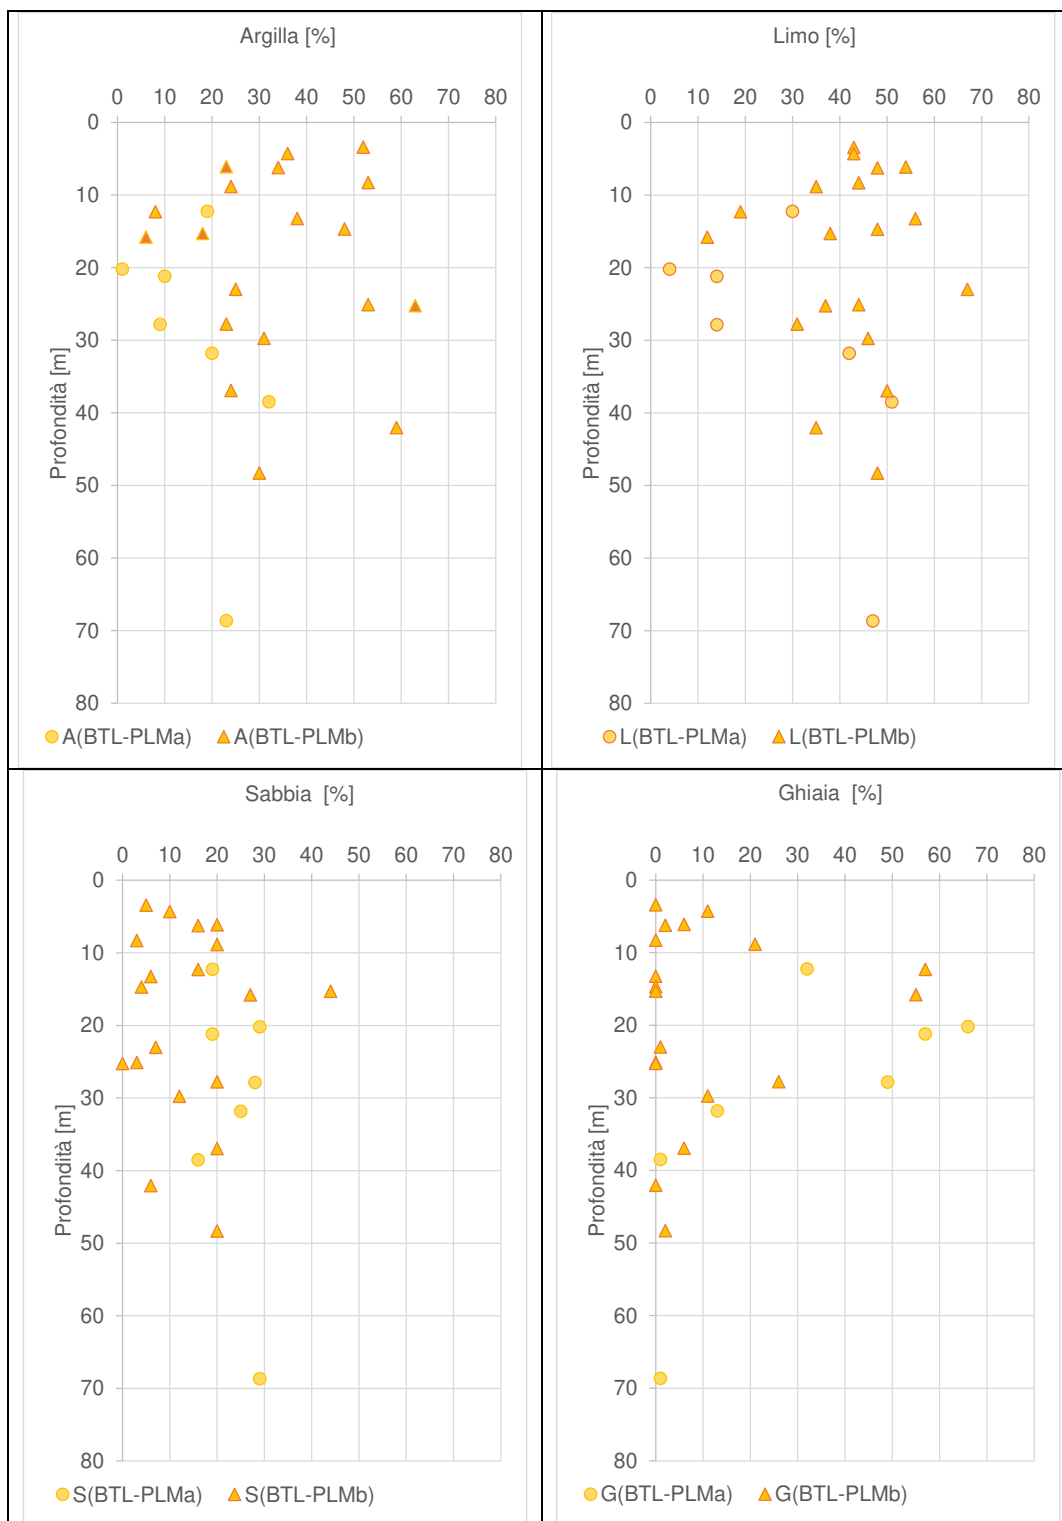 Argilla [%]
0 10 20 30 40 50 60 70 80
0
10
20
30
40
50
60
70
80
Profondità [m]
A(BTL-PLMa) A(BTL-PLMb)
Limo [%]
0 10 20 30 40 50 60 70 80
0
10
20
30
40
50
60
70
80
Profondità [m]
L(BTL-PLMa) L(BTL-PLMb)
Sabbia [%]
0 10 20 30 40 50 60 70 80
0
10
20
30
40
50
60
70
80
Profondità [m]
S(BTL-PLMa) S(BTL-PLMb)
Ghiaia [%]
0 10 20 30 40 50 60 70 80
0
10
20
30
40
50
60
70
80
Profondità [m]
G(BTL-PLMa) G(BTL-PLMb)